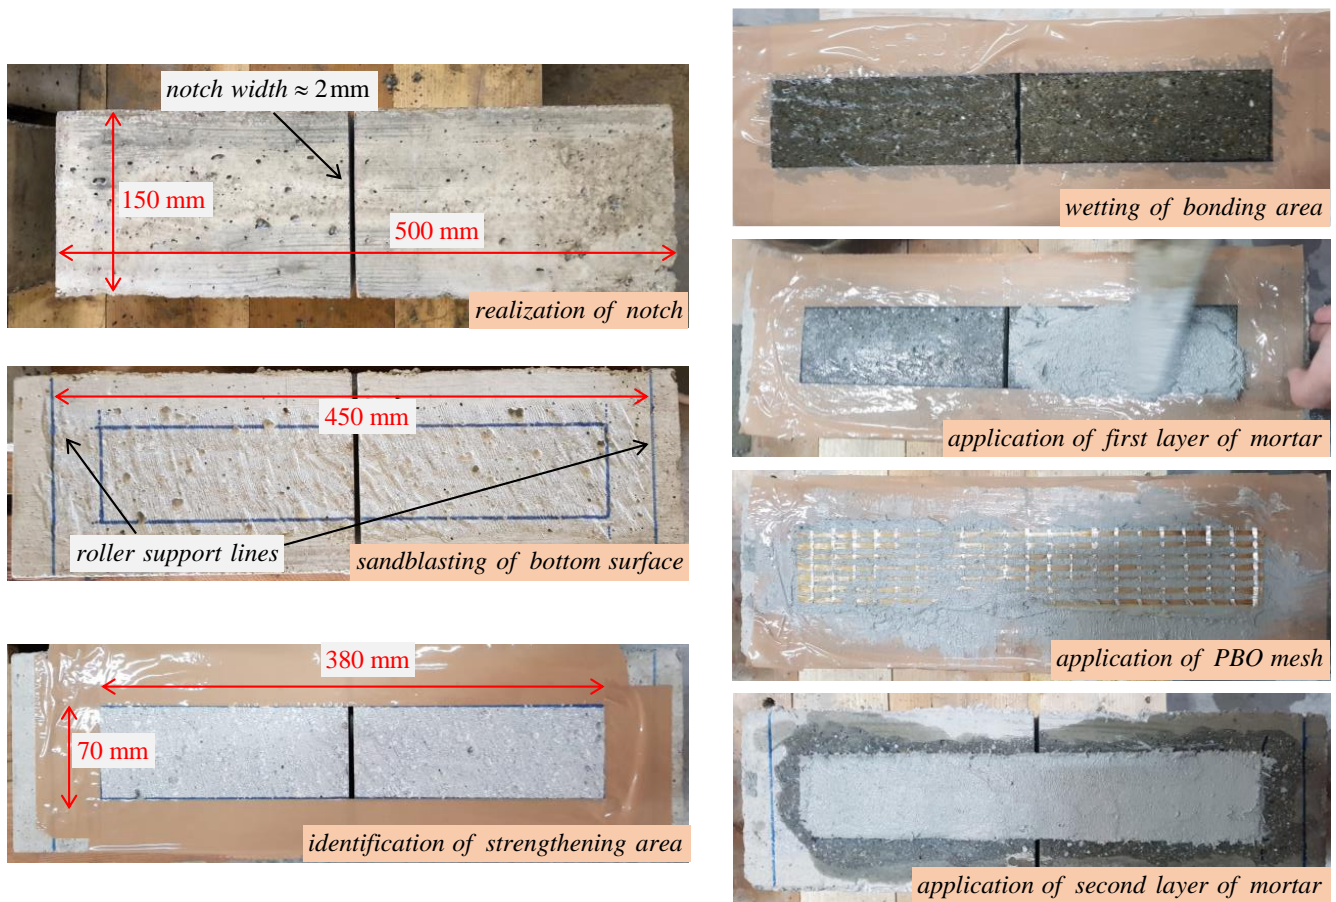 notch width ≈ 2 mm
150 mm
500 mm
realization of notch
450 mm
roller support lines
sandblasting of bottom surface
380 mm
70 mm
identification of strengthening area
wetting of bonding area
application of first layer of mortar
application of PBO mesh
application of second layer of mortar